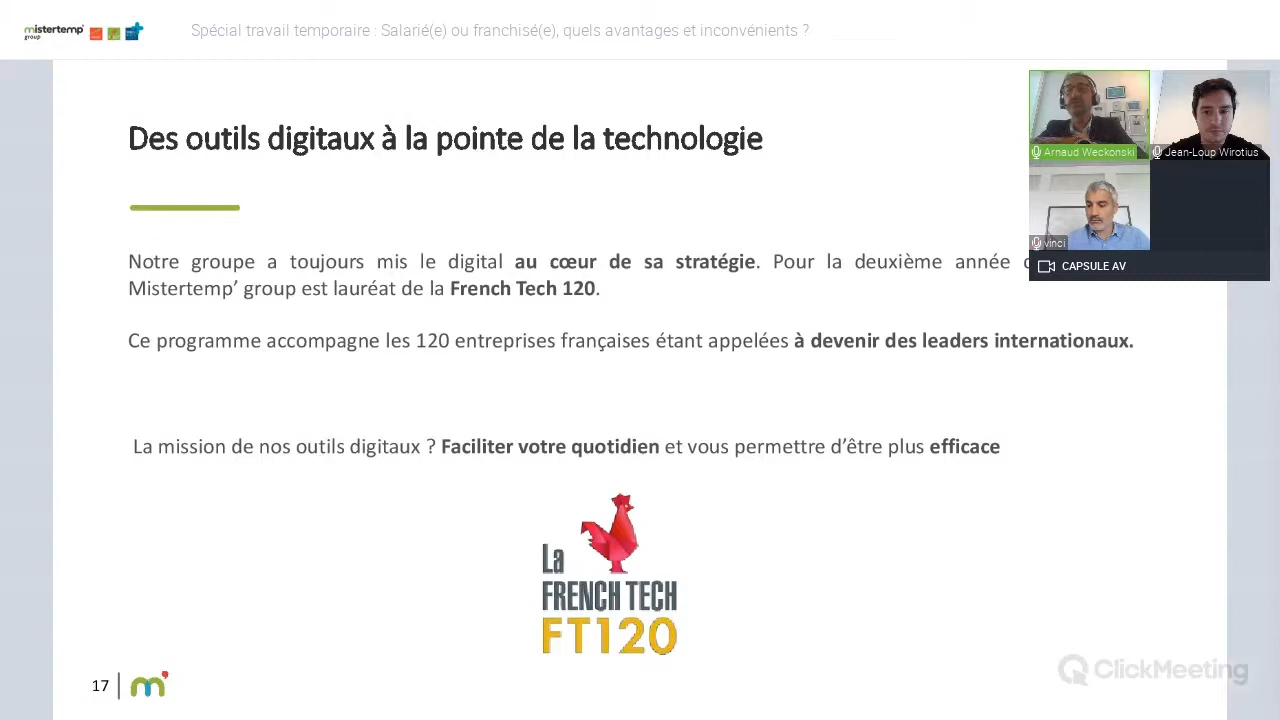 mistertemp'
group
Spécial travail temporaire : Salarié(e) ou franchisé(e), quels avantages et inconvénients ?
Des outils digitaux à la pointe de la technologie
Arnaud Weckonski
Jean-Loup Wirotius
vinci
CAPSULE AV
Notre groupe a toujours mis le digital au cœur de sa stratégie. Pour la deuxième année
Mistertemp' group est lauréat de la French Tech 120.
Ce programme accompagne les 120 entreprises françaises étant appelées à devenir des leaders internationaux.
La mission de nos outils digitaux ? Faciliter votre quotidien et vous permettre d'être plus efficace
La
FRENCH TECH
FT120
17
m'
ClickMeeting